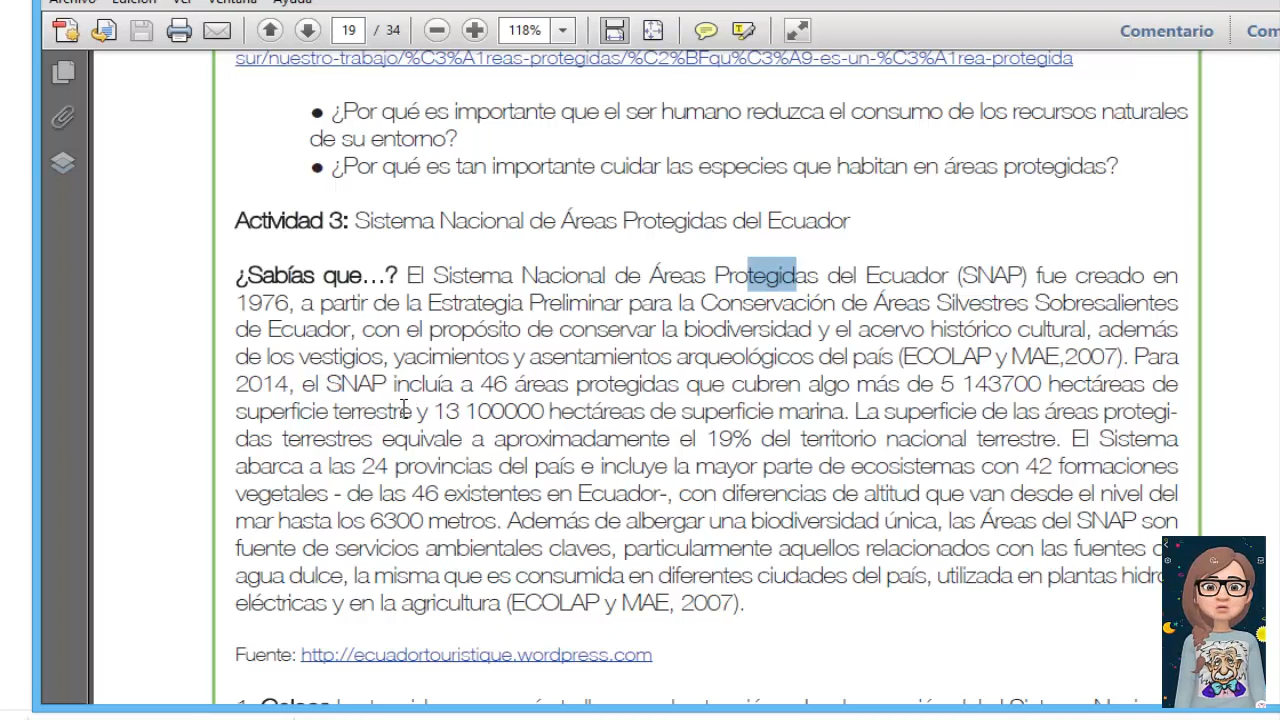 Archivo Edición Ver Ventana Ayuda
19 / 34 118% Comentario
sur/nuestro-trabajo/%C3%A1reas-protegidas/%C2%BFqu%C3%A9-es-un-%C3%A1rea-protegida
● ¿Por qué es importante que el ser humano reduzca el consumo de los recursos naturales
de su entorno?
● ¿Por qué es tan importante cuidar las especies que habitan en áreas protegidas?
Actividad 3: Sistema Nacional de Áreas Protegidas del Ecuador
¿Sabías que…? El Sistema Nacional de Áreas Protegidas del Ecuador (SNAP) fue creado en
1976, a partir de la Estrategia Preliminar para la Conservación de Áreas Silvestres Sobresalientes
de Ecuador, con el propósito de conservar la biodiversidad y el acervo histórico cultural, además
de los vestigios, yacimientos y asentamientos arqueológicos del país (ECOLAP y MAE,2007). Para
2014, el SNAP incluía a 46 áreas protegidas que cubren algo más de 5 143700 hectáreas de
superficie terrestre y 13 100000 hectáreas de superficie marina. La superficie de las áreas protegi-
das terrestres equivale a aproximadamente el 19% del territorio nacional terrestre. El Sistema
abarca a las 24 provincias del país e incluye la mayor parte de ecosistemas con 42 formaciones
vegetales - de las 46 existentes en Ecuador-, con diferencias de altitud que van desde el nivel del
mar hasta los 6300 metros. Además de albergar una biodiversidad única, las Áreas del SNAP son
fuente de servicios ambientales claves, particularmente aquellos relacionados con las fuentes
agua dulce, la misma que es consumida en diferentes ciudades del país, utilizada en plantas hidro
eléctricas y en la agricultura (ECOLAP y MAE, 2007).
Fuente: http://ecuadortouristique.wordpress.com